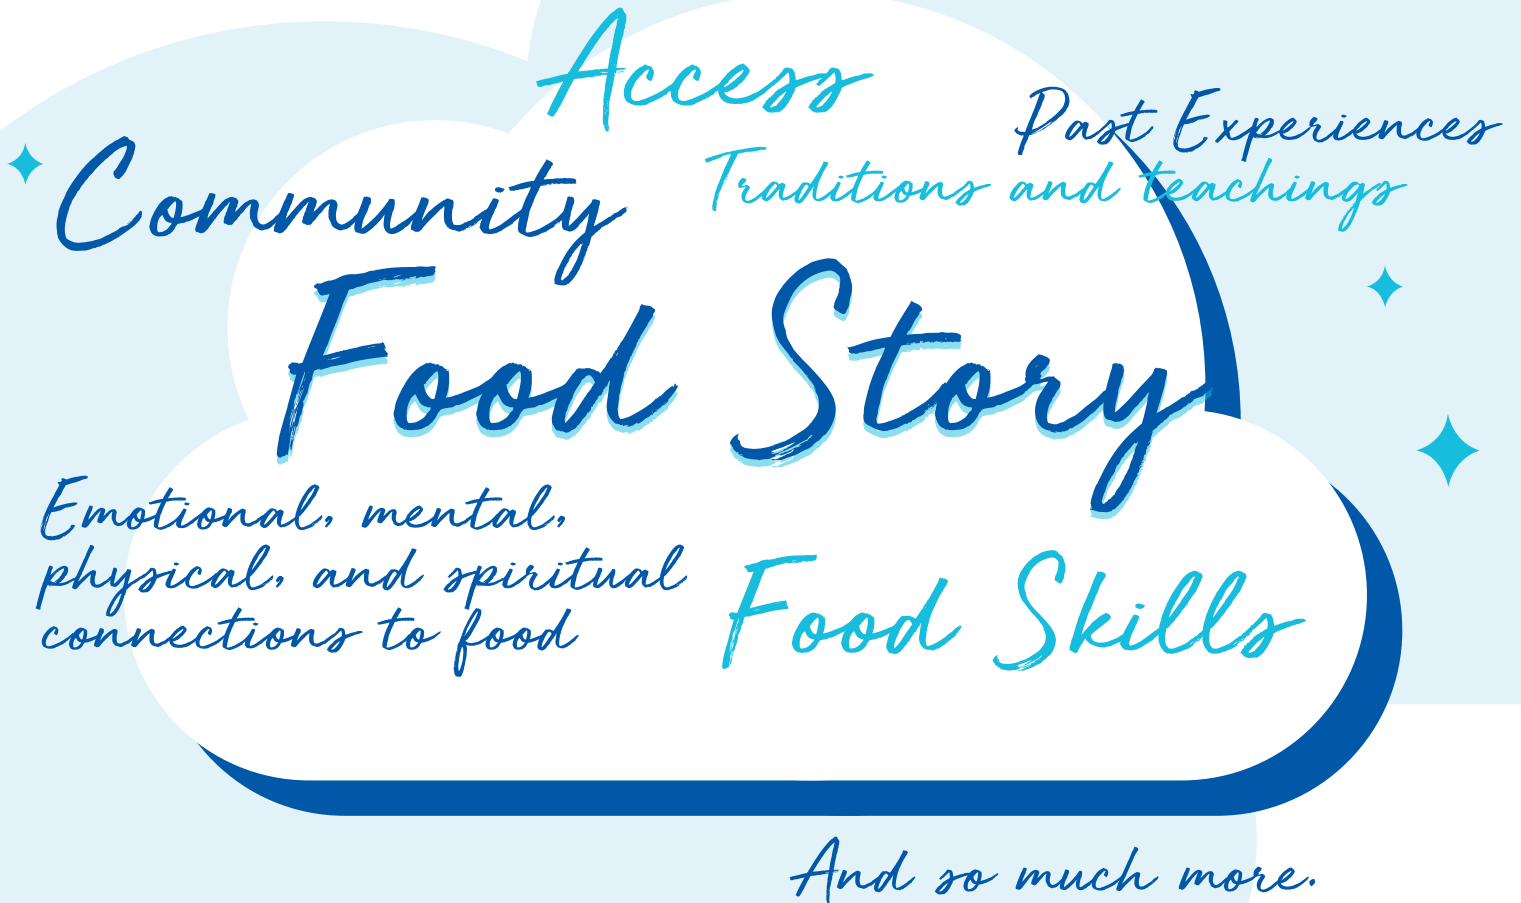 Access
Past Experiences
Community
Traditions and teachings
Food Story
Emotional, mental,
physical, and spiritual
connections to food
Food Skills
And so much more.